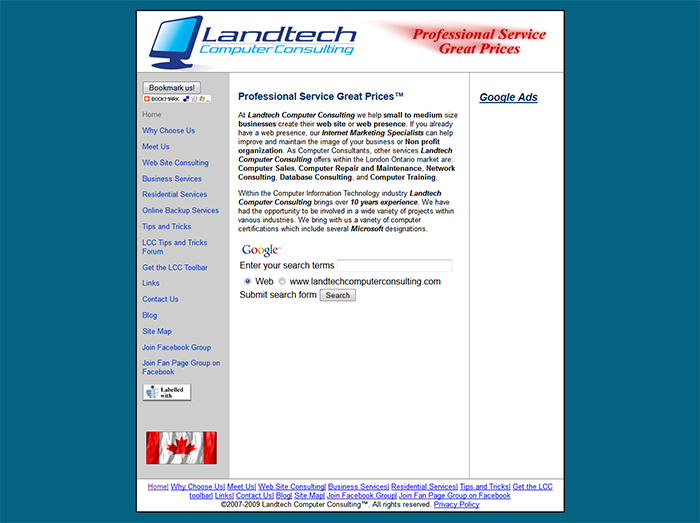 Landtech
Computer Consulting
Professional Service
Great Prices
Bookmark us!
BOOKMARK
Home
Why Choose Us
Meet Us
Web Site Consulting
Business Services
Residential Services
Online Backup Services
Tips and Tricks
LCC Tips and Tricks
Forum
Get the LCC Toolbar
Links
Contact Us
Blog
Site Map
Join Facebook Group
Join Fan Page Group on
Facebook
Labelled
with
Professional Service Great Prices™
At Landtech Computer Consulting we help small to medium size
businesses create their web site or web presence. If you already
have a web presence, our Internet Marketing Specialists can help
improve and maintain the image of your business or Non profit
organization. As Computer Consultants, other services Landtech
Computer Consulting offers within the London Ontario market are:
Computer Sales, Computer Repair and Maintenance, Network
Consulting, Database Consulting, and Computer Training.
Within the Computer Information Technology industry Landtech
Computer Consulting brings over 10 years experience. We have
had the opportunity to be involved in a wide variety of projects within
various industries. We bring with us a variety of computer
certifications which include several Microsoft designations.
Google™
Enter your search terms
Web www.landtechcomputerconsulting.com
Submit search form Search
Google Ads
Home| Why Choose Us| Meet Us| Web Site Consulting| Business Services| Residential Services| Tips and Tricks| Get the LCC
toolbar| Links| Contact Us| Blog| Site Map| Join Facebook Group| Join Fan Page Group on Facebook
©2007-2009 Landtech Computer Consulting™. All rights reserved. Privacy Policy